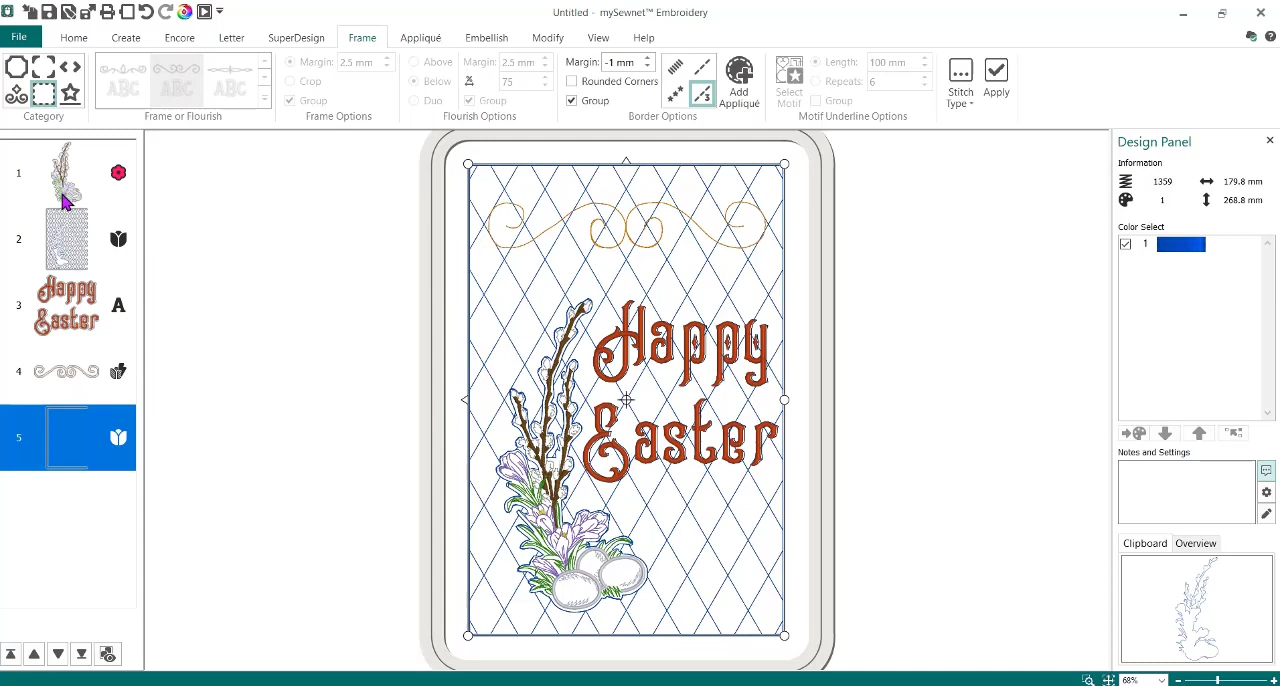 Untitled - mySewnet™ Embroidery
File Home Create Encore Letter SuperDesign Frame Appliqué Embellish Modify View Help
Category
ABC ABC ABC
Frame or Flourish
Margin: 2.5 mm
Crop
Group
Frame Options
Above Margin: 2.5 mm
Below 75
Duo Group
Flourish Options
Margin: -1 mm
Rounded Corners
Group
Border Options
Add
Appliqué
Select
Motif
Length: 100 mm
Repeats: 6
Group
Motif Underline Options
Stitch
Type
Apply
1
2
3 Happy
Easter A
4
5
Happy
Easter
Design Panel
Information
1359 179.8 mm
1 268.8 mm
Color Select
1
Notes and Settings
Clipboard Overview
68%